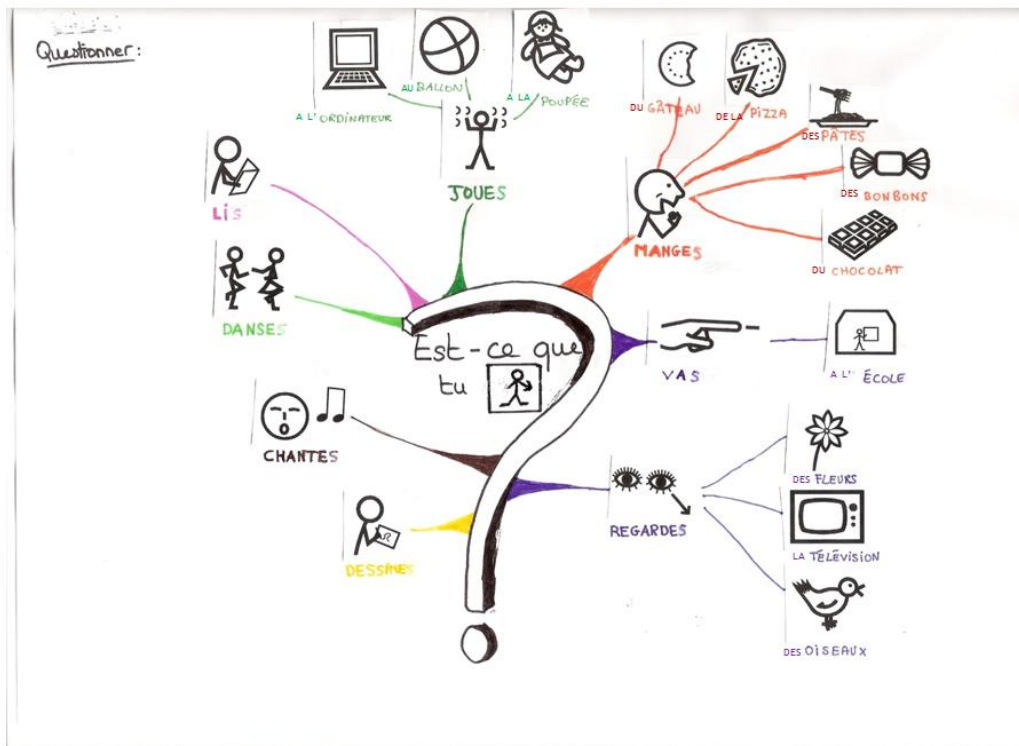 Questionner :
A L' ORDINATEUR
AU BALLON
A LA POUPÉE
JOUES
DU GÂTEAU
DE LA PIZZA
DES PÂTES
DES BONBONS
DU CHOCOLAT
MANGES
LIS
DANSES
Est-ce que
tu
VAS
A L' ÉCOLE
CHANTES
REGARDES
DES FLEURS
LA TÉLÉVISION
DES OISEAUX
DESSINES